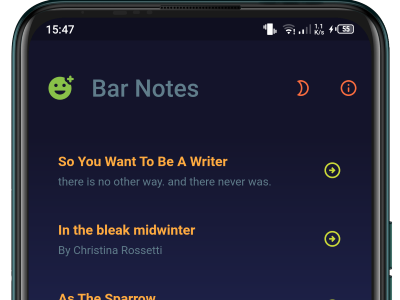 15:47
1.1
K/s
55
Bar Notes
So You Want To Be A Writer
there is no other way. and there never was.
In the bleak midwinter
By Christina Rossetti
As The Sparrow